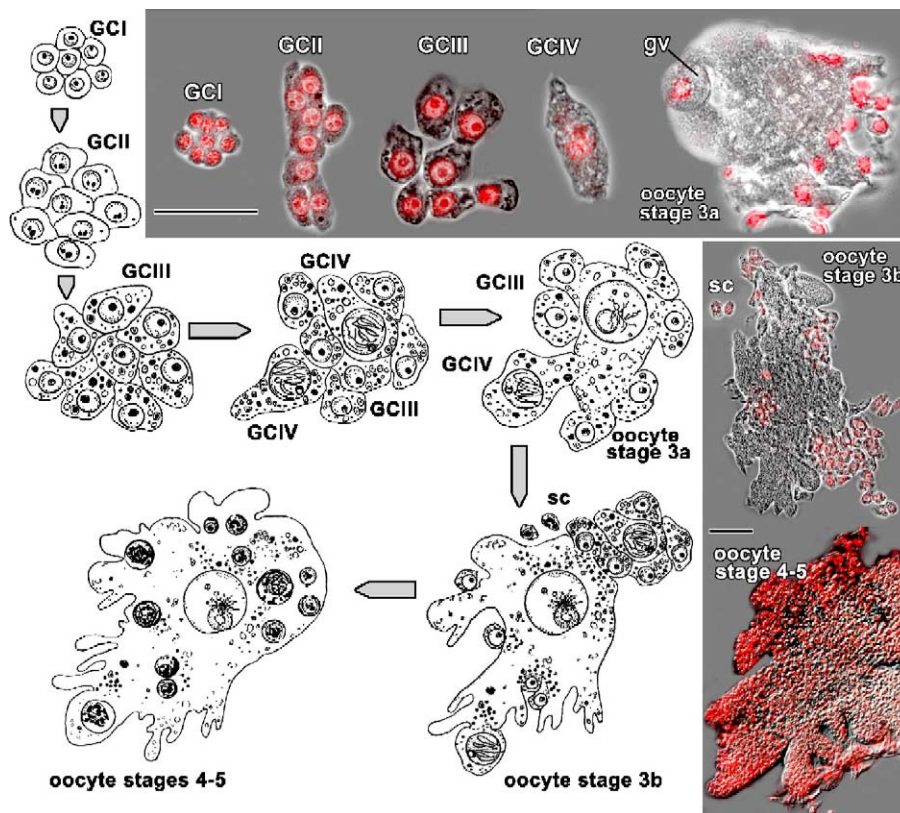 GCI
GCII
GCIII
GCIV
gv
GCI
oocyte
stage 3a
GCII
GCIII
GCIV
GCIII
GCIV
GCIV
GCIII
oocyte
stage 3a
oocyte
stage 3b
sc
sc
oocyte
stage 4-5
oocyte stages 4-5
oocyte stage 3b